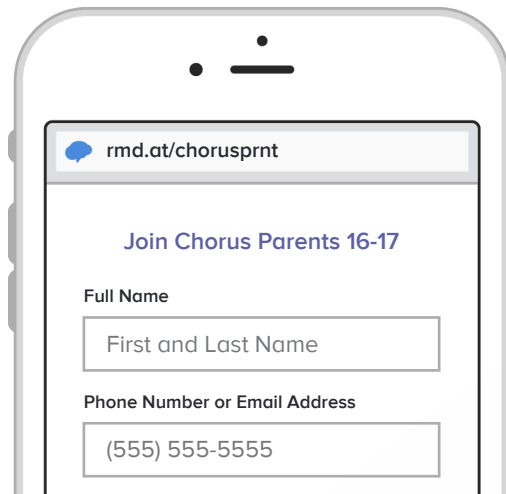 rmd.at/chorusprnt
Join Chorus Parents 16-17
Full Name
First and Last Name
Phone Number or Email Address
(555) 555-5555